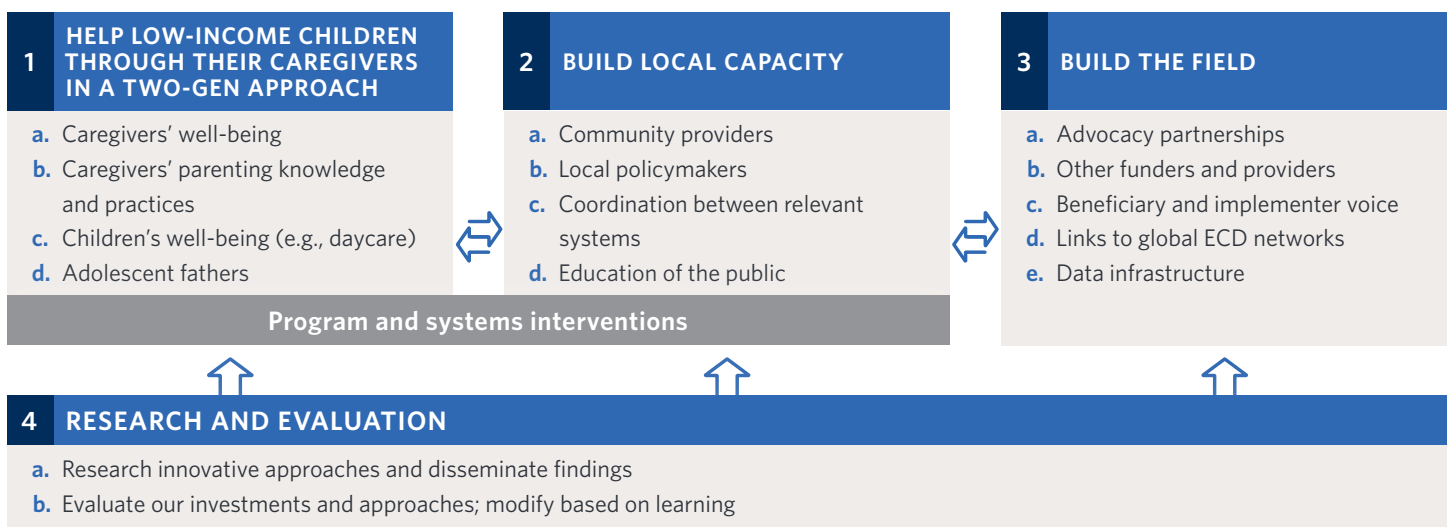 1
HELP LOW-INCOME CHILDREN
THROUGH THEIR CAREGIVERS
IN A TWO-GEN APPROACH
a. Caregivers’ well-being
b. Caregivers’ parenting knowledge
and practices
c. Children’s well-being (e.g., daycare)
d. Adolescent fathers
2 BUILD LOCAL CAPACITY
a. Community providers
b. Local policymakers
c. Coordination between relevant
systems
d. Education of the public
Program and systems interventions
3 BUILD THE FIELD
a. Advocacy partnerships
b. Other funders and providers
c. Beneficiary and implementer voice
d. Links to global ECD networks
e. Data infrastructure
4 RESEARCH AND EVALUATION
a. Research innovative approaches and disseminate findings
b. Evaluate our investments and approaches; modify based on learning